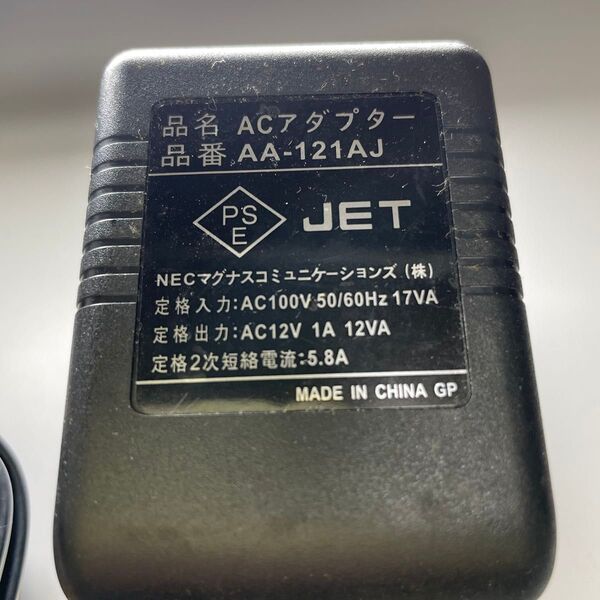 品名 ACアダプター
品番 AA-121AJ
PS
E
JET
NECマグナスコミュニケーションズ (株)
定格入力:AC100V 50/60Hz 17VA
定格出力:AC12V 1A 12VA
定格2次短絡電流:5.8A
MADE IN CHINA GP